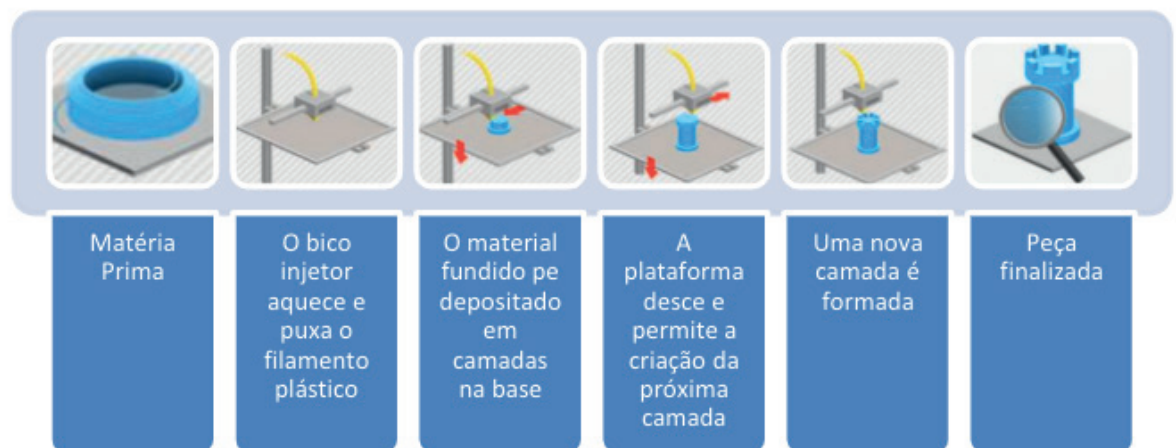 Matéria
Prima
O bico
injetor
aquece e
puxa o
filamento
plástico
O material
fundido pe
depositado
em
camadas
na base
A
plataforma
desce e
permite a
criação da
próxima
camada
Uma nova
camada é
formada
Peça
finalizada